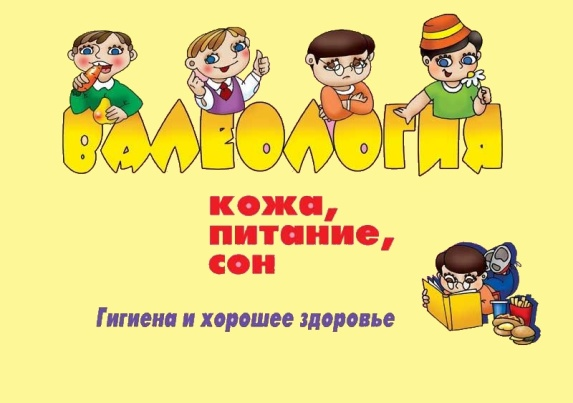 ВАЛЕОЛОГИЯ
кожа,
питание,
сон
Гигиена и хорошее здоровье